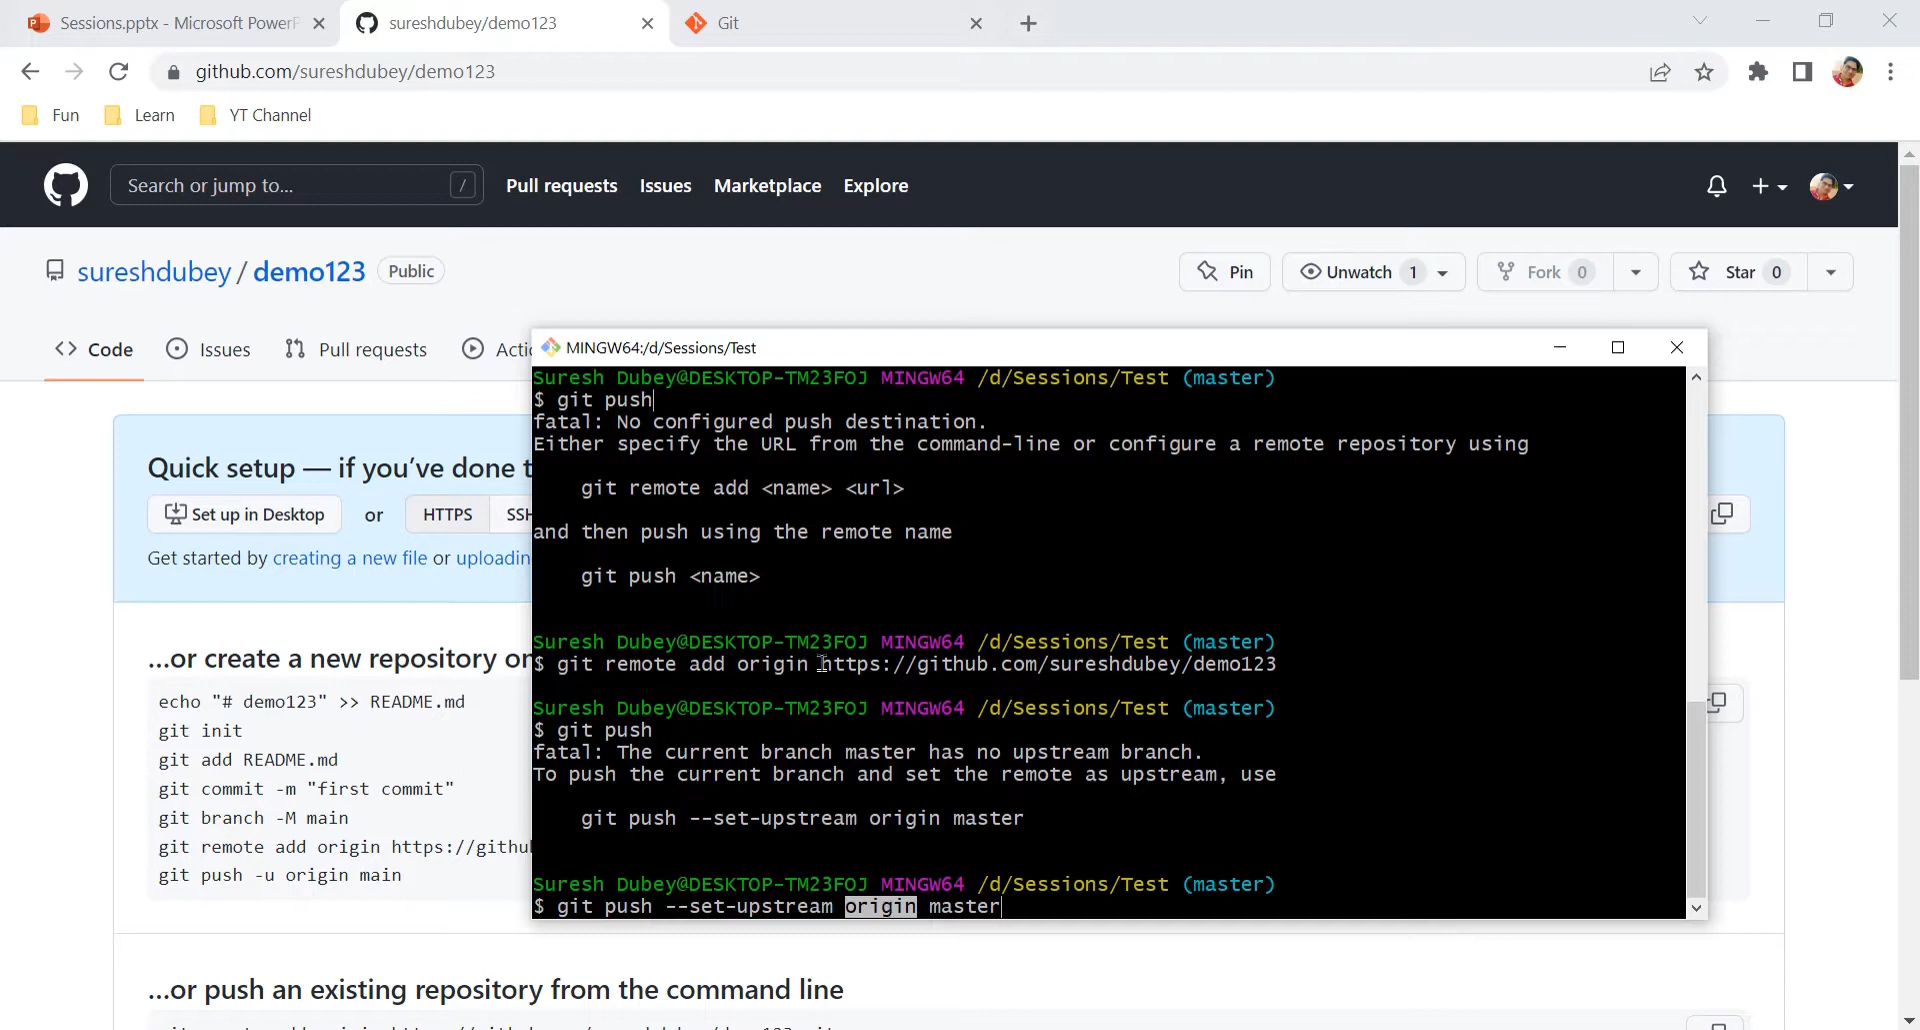 Sessions.pptx - Microsoft PowerP
sureshdubey/demo123
Git
github.com/sureshdubey/demo123
Fun
Learn
YT Channel
Search or jump to...
/
Pull requests
Issues
Marketplace
Explore
sureshdubey / demo123
Public
Pin
Unwatch 1
Fork 0
Star 0
Code
Issues
Pull requests
Acti
MINGW64:/d/Sessions/Test
Suresh Dubey@DESKTOP-TM23FOJ MINGW64 /d/Sessions/Test (master)
$ git push
fatal: No configured push destination.
Either specify the URL from the command-line or configure a remote repository using
git remote add <name> <url>
and then push using the remote name
git push <name>
Suresh Dubey@DESKTOP-TM23FOJ MINGW64 /d/Sessions/Test (master)
$ git remote add origin https://github.com/sureshdubey/demo123
Suresh Dubey@DESKTOP-TM23FOJ MINGW64 /d/Sessions/Test (master)
$ git push
fatal: The current branch master has no upstream branch.
To push the current branch and set the remote as upstream, use
git push --set-upstream origin master
Suresh Dubey@DESKTOP-TM23FOJ MINGW64 /d/Sessions/Test (master)
$ git push --set-upstream origin master
Quick setup — if you’ve done t
Set up in Desktop
or
HTTPS
SSH
Get started by creating a new file or uploadin
…or create a new repository on
echo "# demo123" >> README.md
git init
git add README.md
git commit -m "first commit"
git branch -M main
git remote add origin https://githu
git push -u origin main
…or push an existing repository from the command line